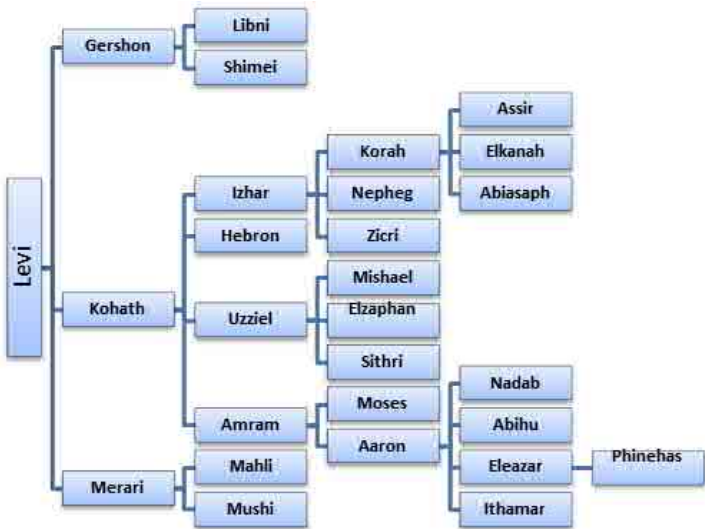 Levi
Gershon
Libni
Shimei
Kohath
Izhar
Korah
Assir
Elkanah
Abiasaph
Nepheg
Zicri
Hebron
Uzziel
Mishael
Elzaphan
Sithri
Amram
Moses
Aaron
Nadab
Abihu
Eleazar
Phinehas
Ithamar
Merari
Mahli
Mushi